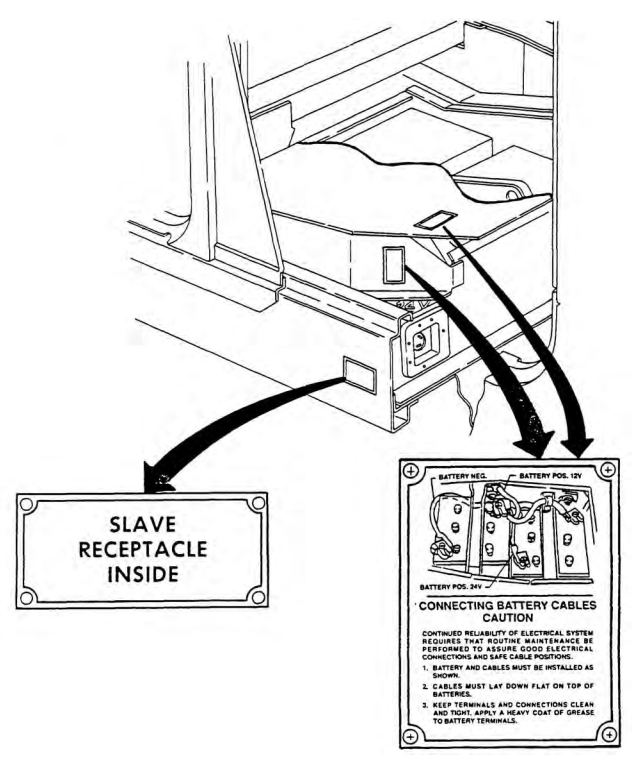 SLAVE
RECEPTACLE
INSIDE
BATTERY NEG.
BATTERY POS. 12V
BATTERY POS. 24V
CONNECTING BATTERY CABLES
CAUTION
CONTINUED RELIABILITY OF ELECTRICAL SYSTEM
REQUIRES THAT ROUTINE MAINTENANCE BE
PERFORMED TO ASSURE GOOD ELECTRICAL
CONNECTIONS AND SAFE CABLE POSITIONS.
1. BATTERY AND CABLES MUST BE INSTALLED AS
SHOWN.
2. CABLES MUST LAY DOWN FLAT ON TOP OF
BATTERIES.
3. KEEP TERMINALS AND CONNECTIONS CLEAN
AND TIGHT. APPLY A HEAVY COAT OF GREASE
TO BATTERY TERMINALS.